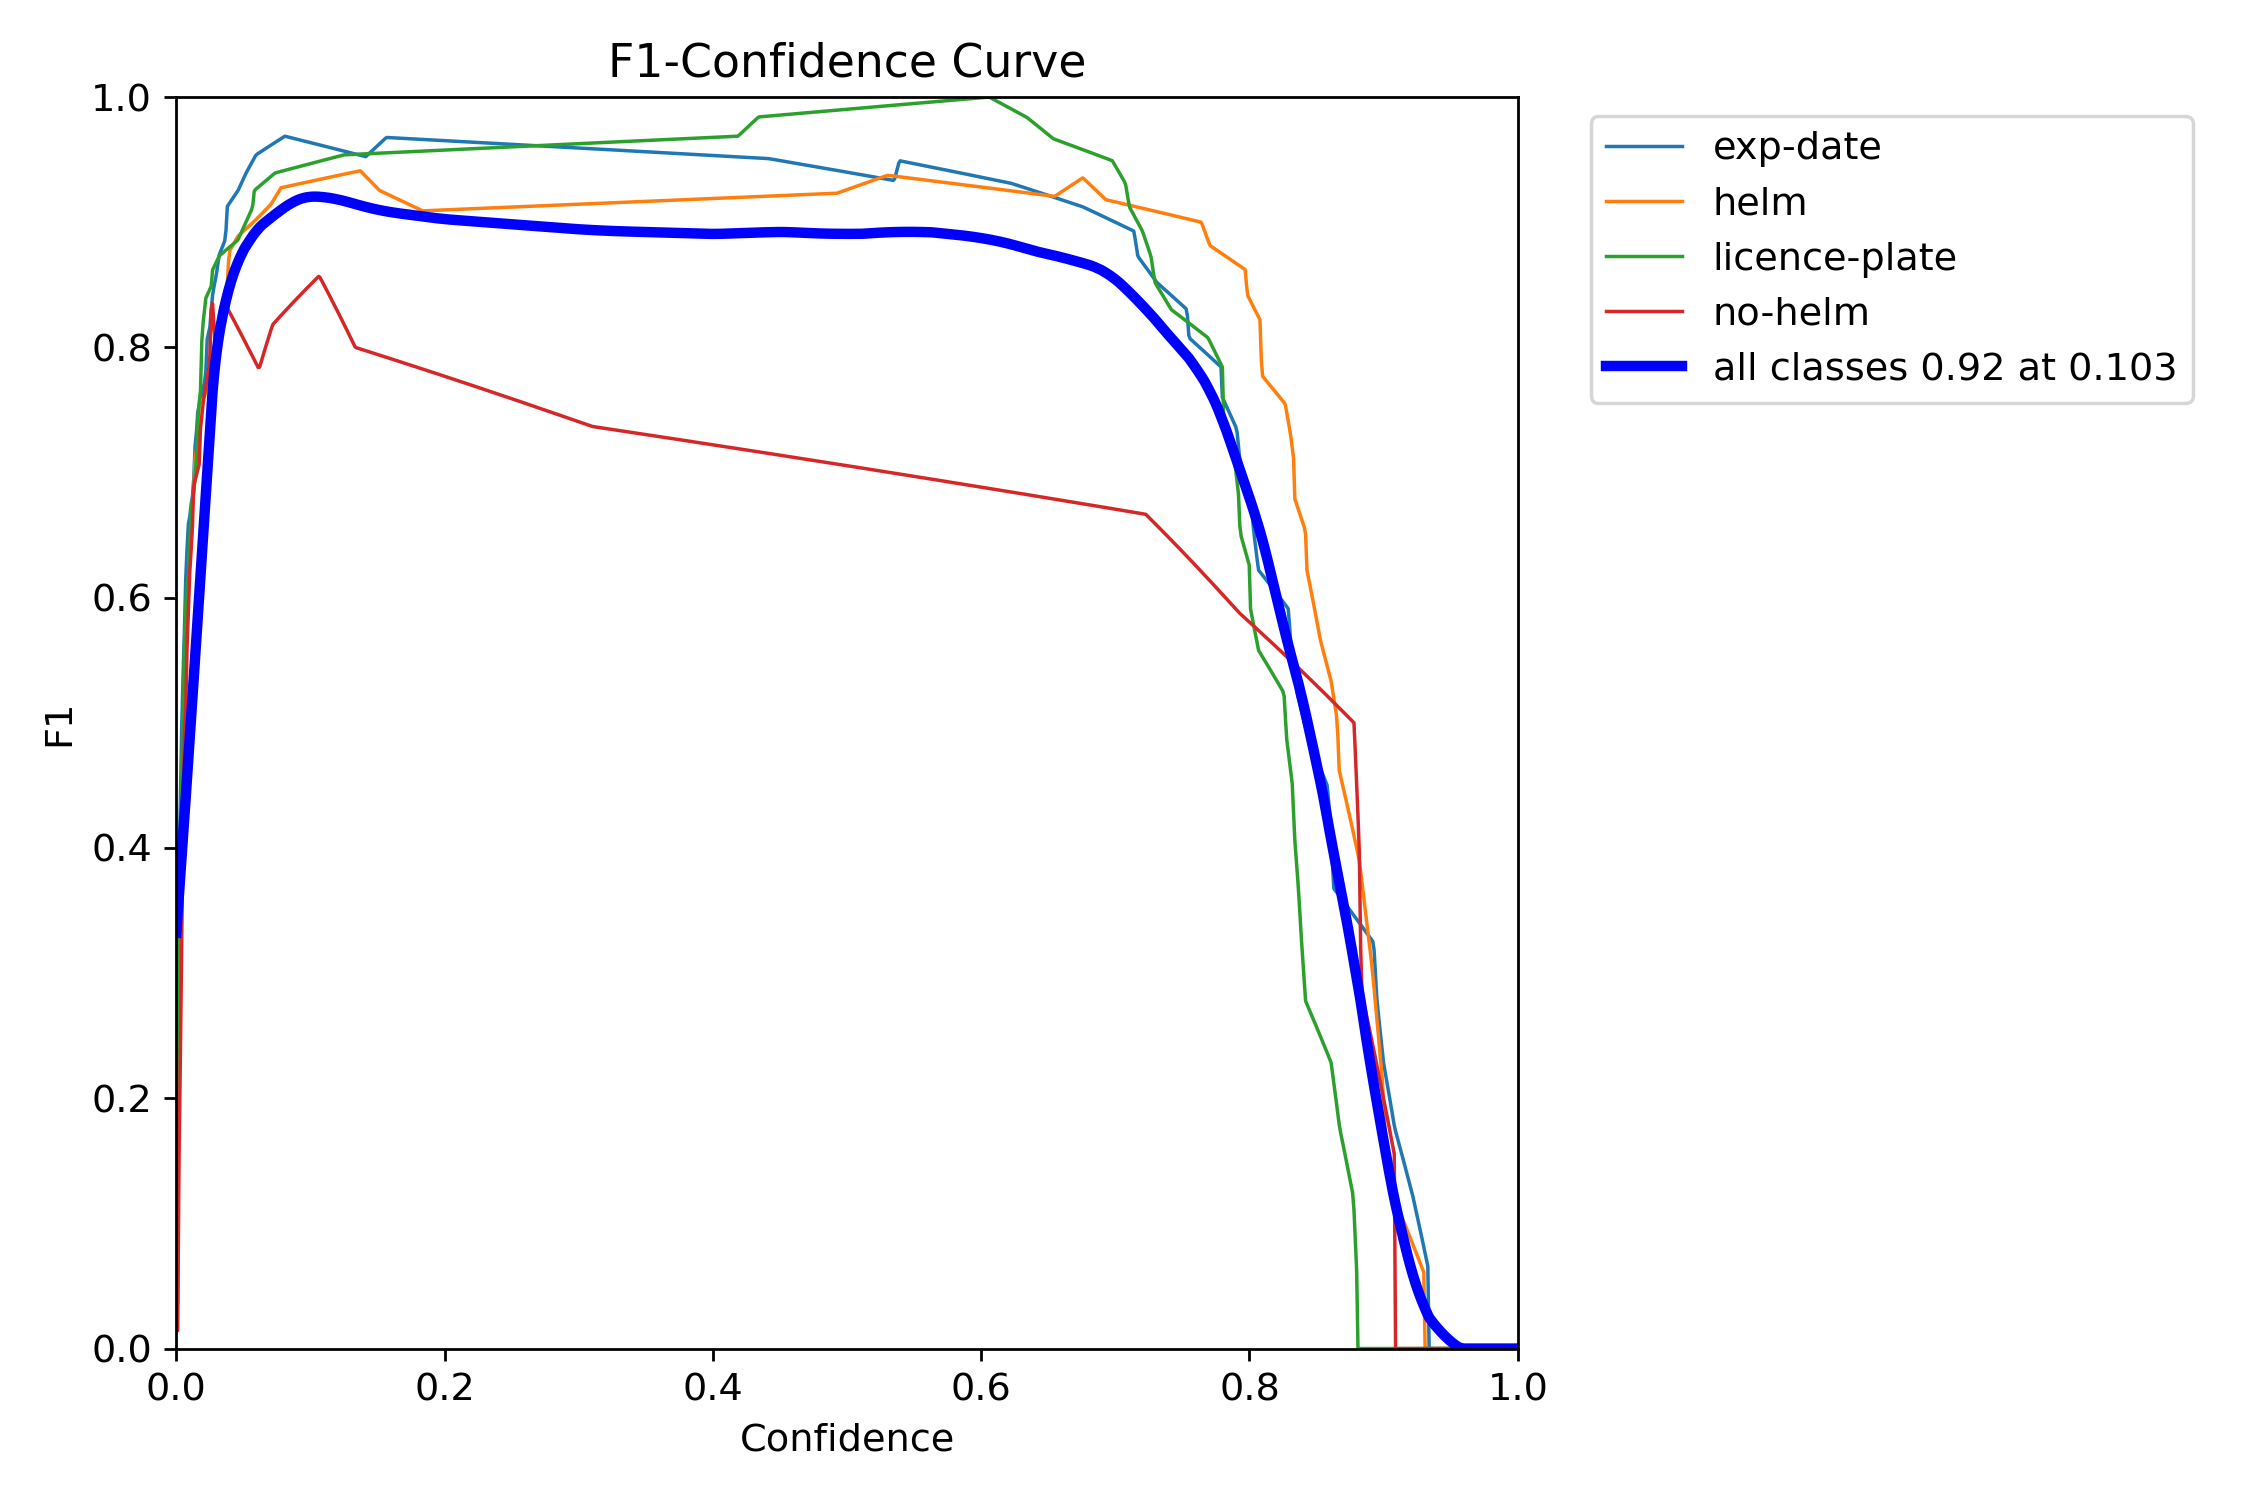 F1-Confidence Curve
1.0
0.8
0.6
0.4
0.2
0.0
F1
0.0 0.2 0.4 0.6 0.8 1.0
Confidence
exp-date
helm
licence-plate
no-helm
all classes 0.92 at 0.103